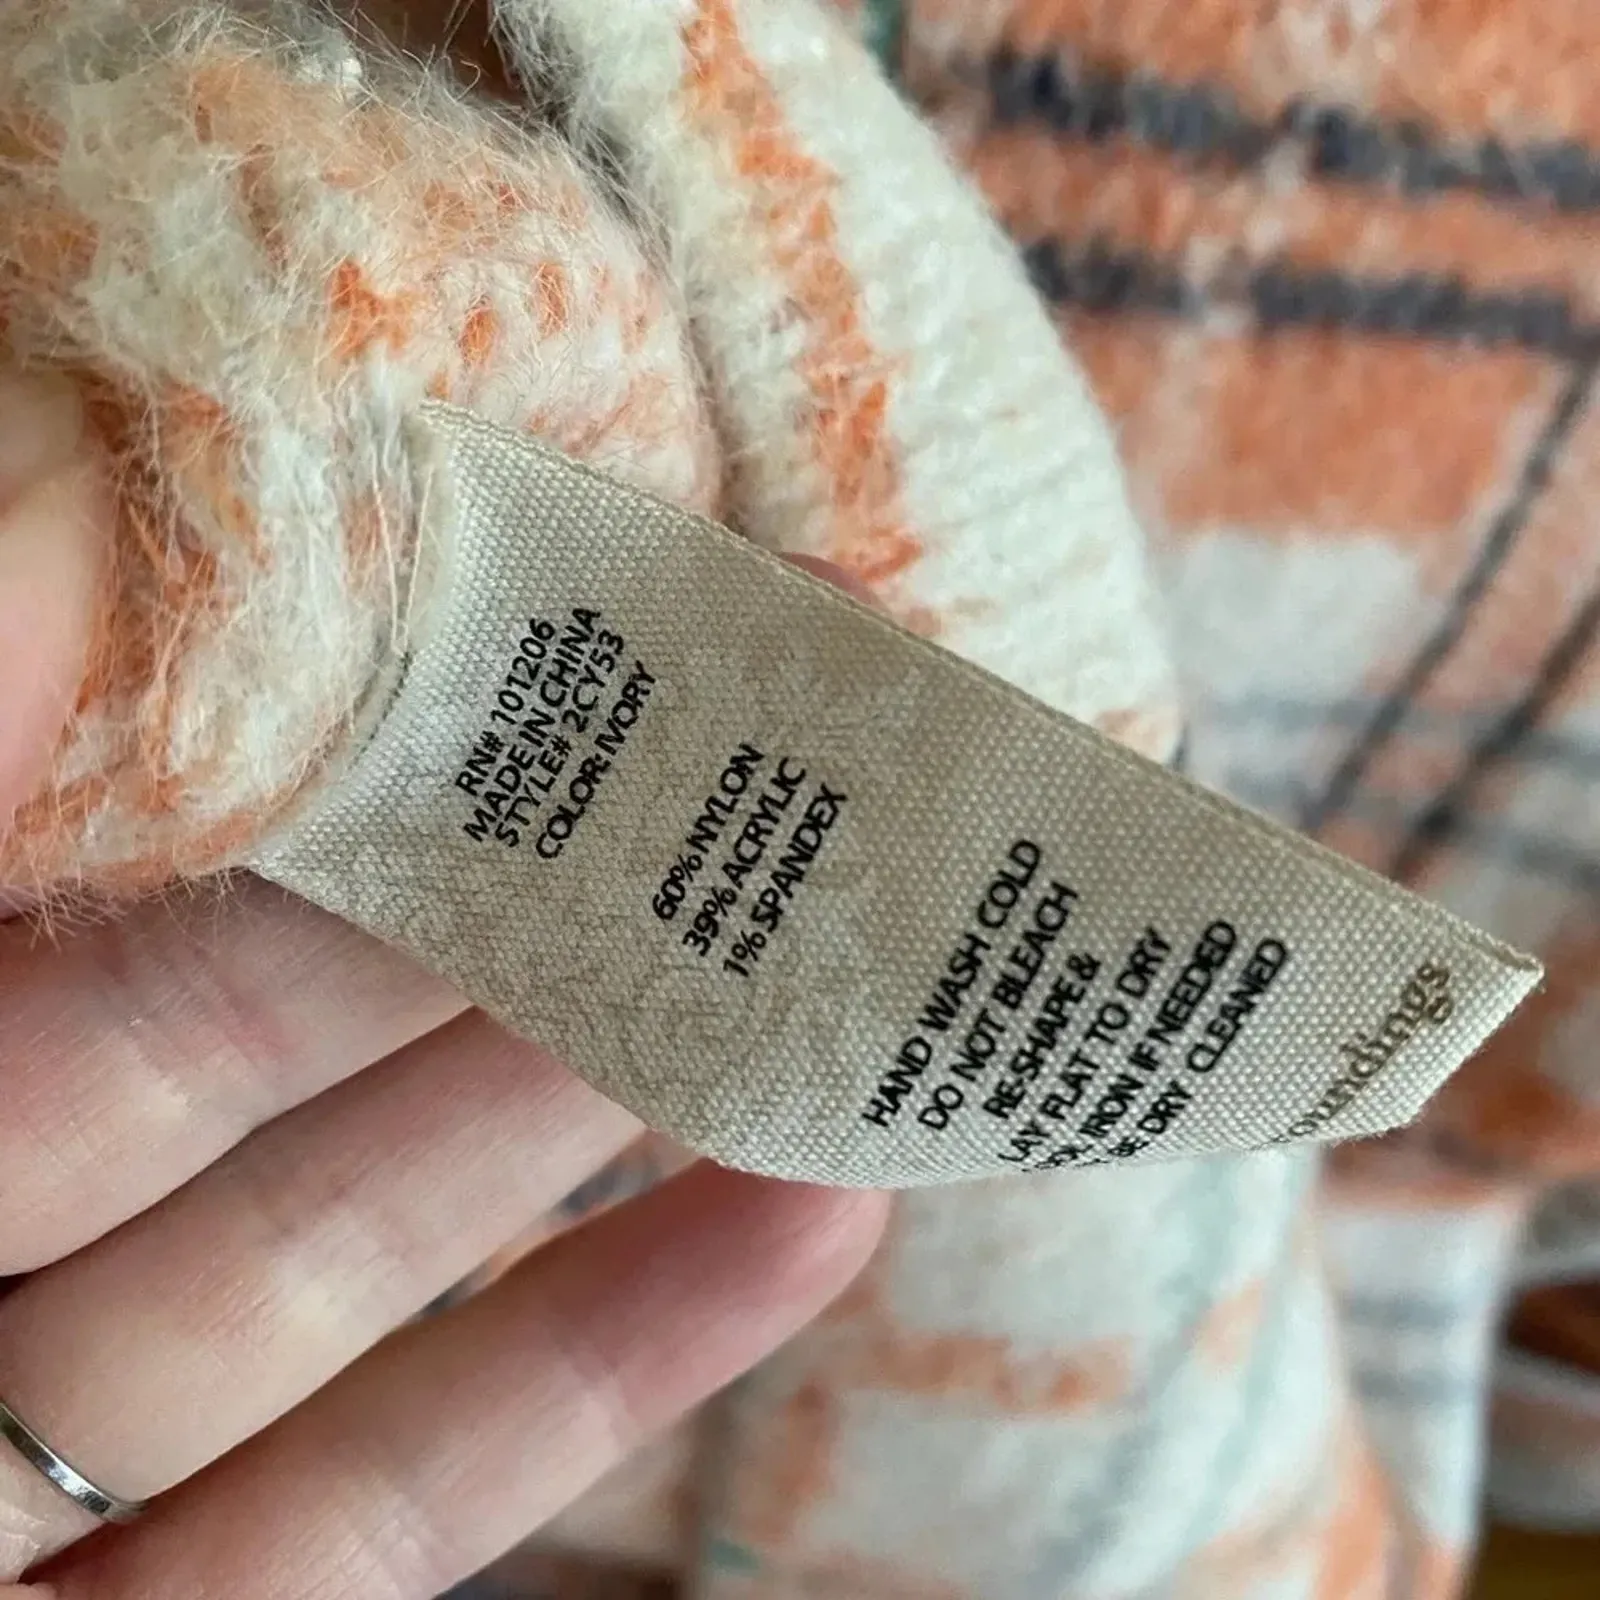 RN# 101206
MADE IN CHINA
STYLE# 2CY53
COLOR: IVORY
60% NYLON
39% ACRYLIC
1% SPANDEX
HAND WASH COLD
DO NOT BLEACH
RE-SHAPE &
LAY FLAT TO DRY
IRON IF NEEDED
BE DRY CLEANED